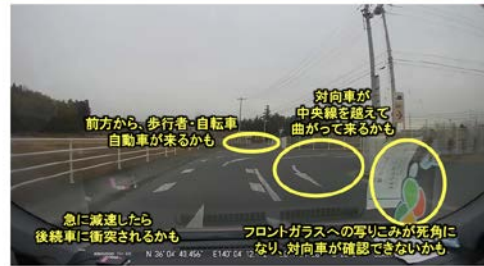 対向車が
中央線を越えて
曲がって来るかも
前方から、歩行者・自転車
自動車が来るかも
急に減速したら
後続車に衝突されるかも
フロントガラスへの写りこみが死角に
なり、対向車が確認できないかも
N 36°04' 40.456" E140°04'